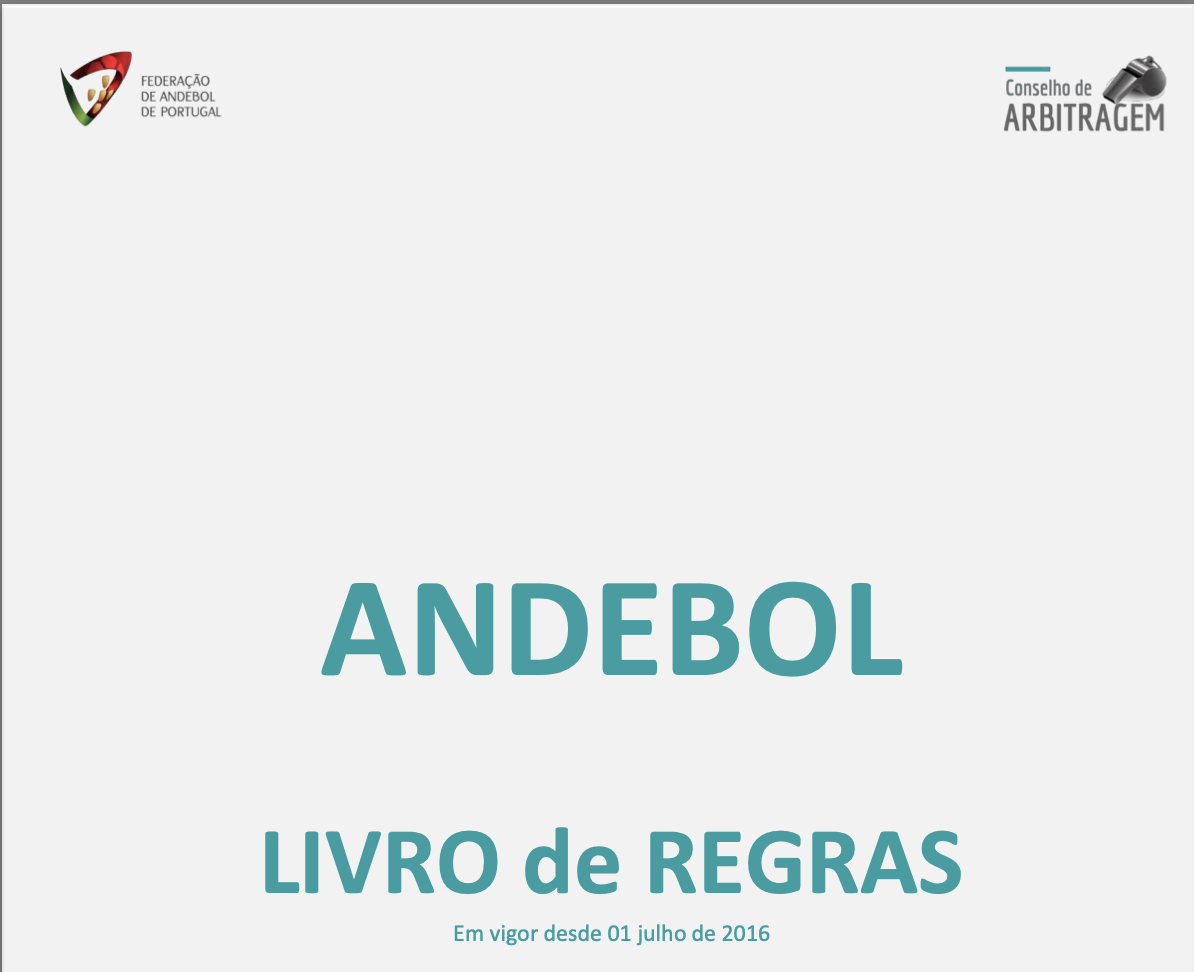 FEDERAÇÃO
DE ANDEBOL
DE PORTUGAL
Conselho de
ARBITRAGEM
ANDEBOL
LIVRO de REGRAS
Em vigor desde 01 julho de 2016